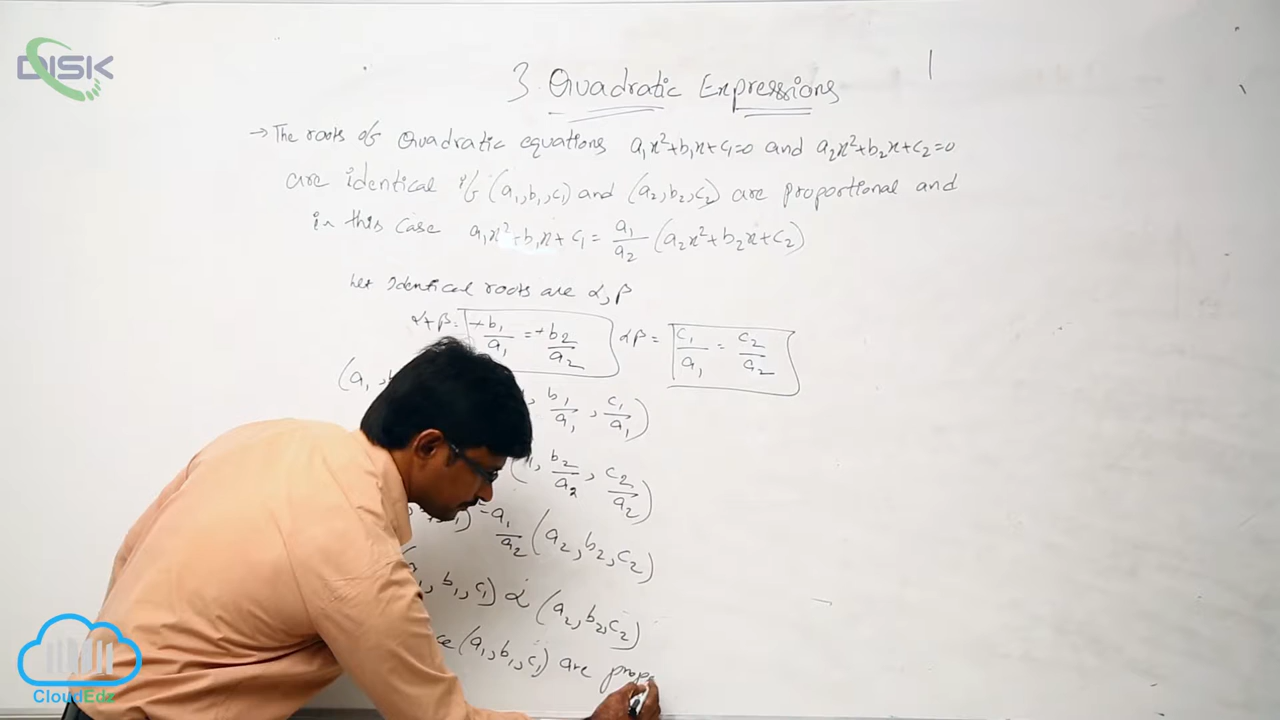 DISK
3. Quadratic Expressions
→ The roots of Quadratic equations a₁x²+b₁x+c₁=0 and a₂x²+b₂x+c₂=0
are identical if (a₁,b₁,c₁) and (a₂,b₂,c₂) are proportional and
in this case a₁x²+b₁x+c₁ = a₁/a₂ (a₂x²+b₂x+c₂)
Let Identical roots are α, β
α+β = +b₁/a₁ = +b₂/a₂ αβ = c₁/a₁ = c₂/a₂
(a₁, b₁/a₁, c₁/a₁)
1, b₂/a₂, c₂/a₂)
= a₁/a₂ (a₂, b₂, c₂)
, b₁, c₁) α (a₂, b₂, c₂)
(a₁,b₁,c₁) are prop
CloudEdz